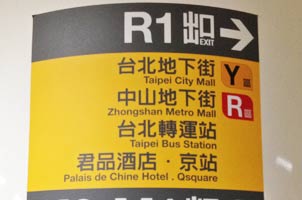 R1 出口 EXIT
台北地下街 Y區
Taipei City Mall
中山地下街 R區
Zhongshan Metro Mall
台北轉運站
Taipei Bus Station
君品酒店．京站
Palais de Chine Hotel . Qsquare